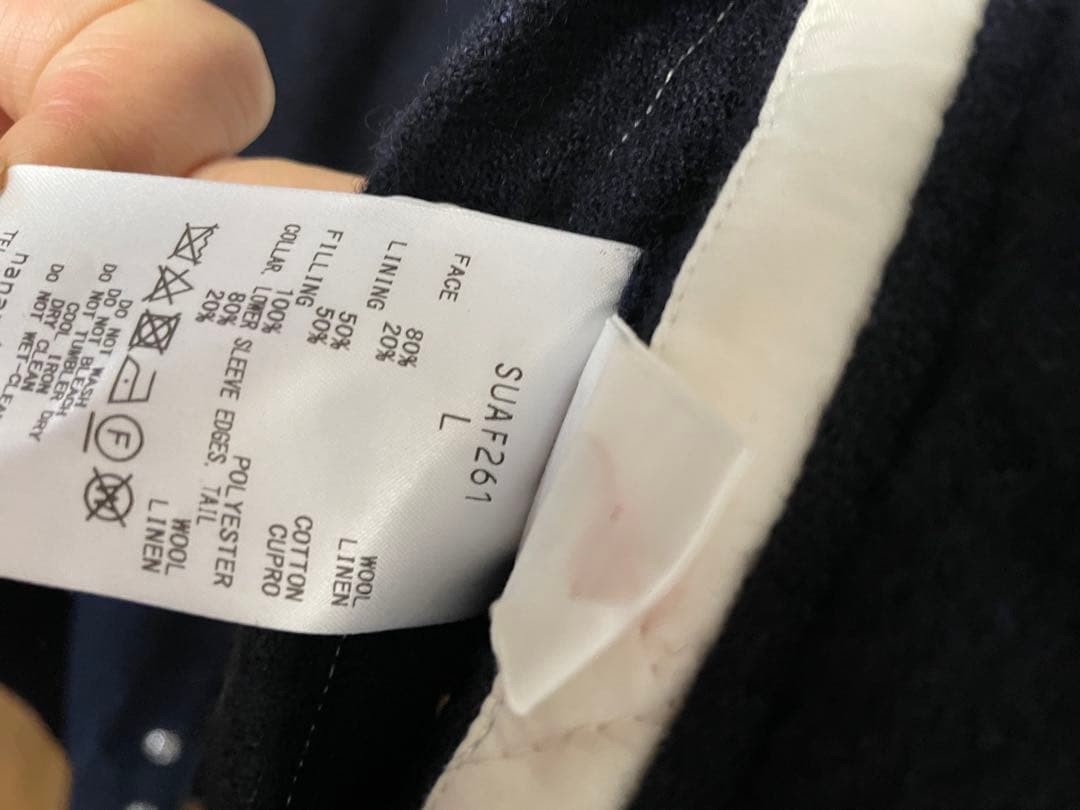 SUAF261
L
FACE 80% WOOL
20% LINEN
LINING 50% COTTON
50% CUPRO
FILLING 100% POLYESTER
COLLAR, LOWER SLEEVE EDGES, TAIL
80% WOOL
20% LINEN
F
DO NOT WASH
DO NOT BLEACH
DO NOT TUMBLER DRY
COOL IRON
DRY CLEAN
DO NOT WET-CLEAN